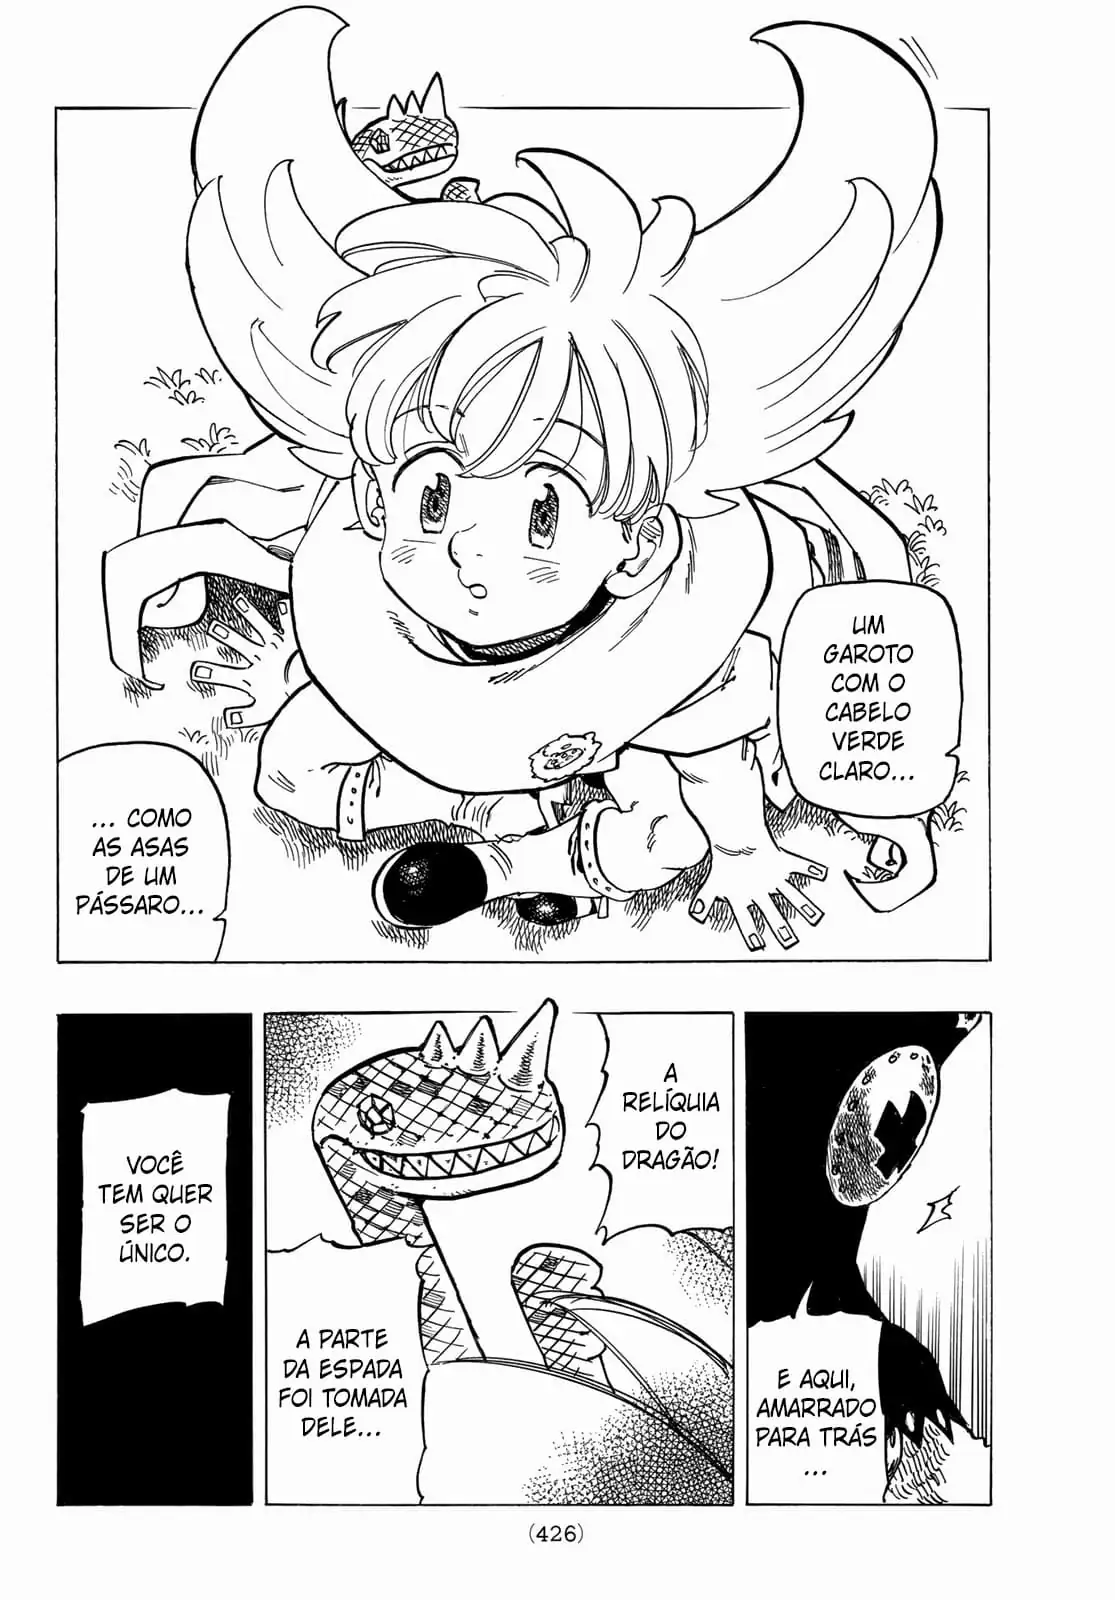 UM
GAROTO
COM O
CABELO
VERDE
CLARO...
... COMO
AS ASAS
DE UM
PÁSSARO...
E AQUI,
AMARRADO
PARA TRÁS
...
A
RELÍQUIA
DO
DRAGÃO!
A PARTE
DA ESPADA
FOI TOMADA
DELE...
VOCÊ
TEM QUER
SER O
ÚNICO.
(426)